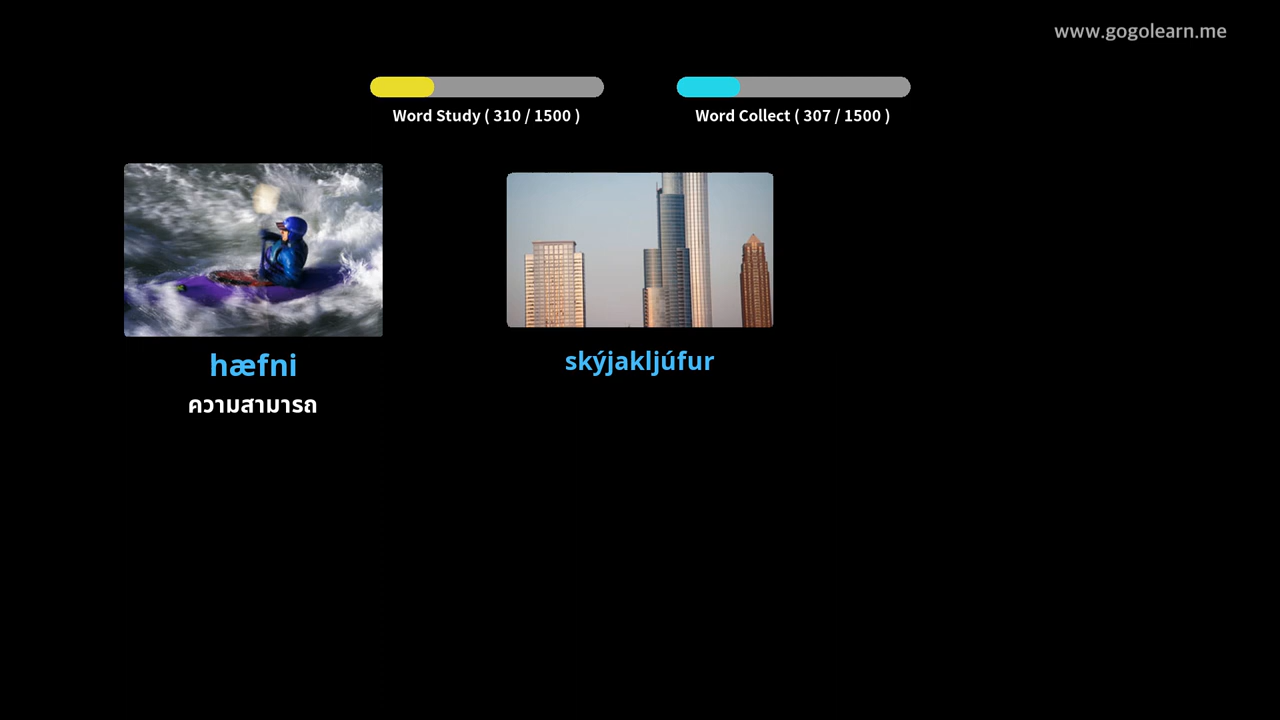 www.gogolearn.me
Word Study ( 310 / 1500 )
Word Collect ( 307 / 1500 )
hæfni
ความสามารถ
skýjakljúfur